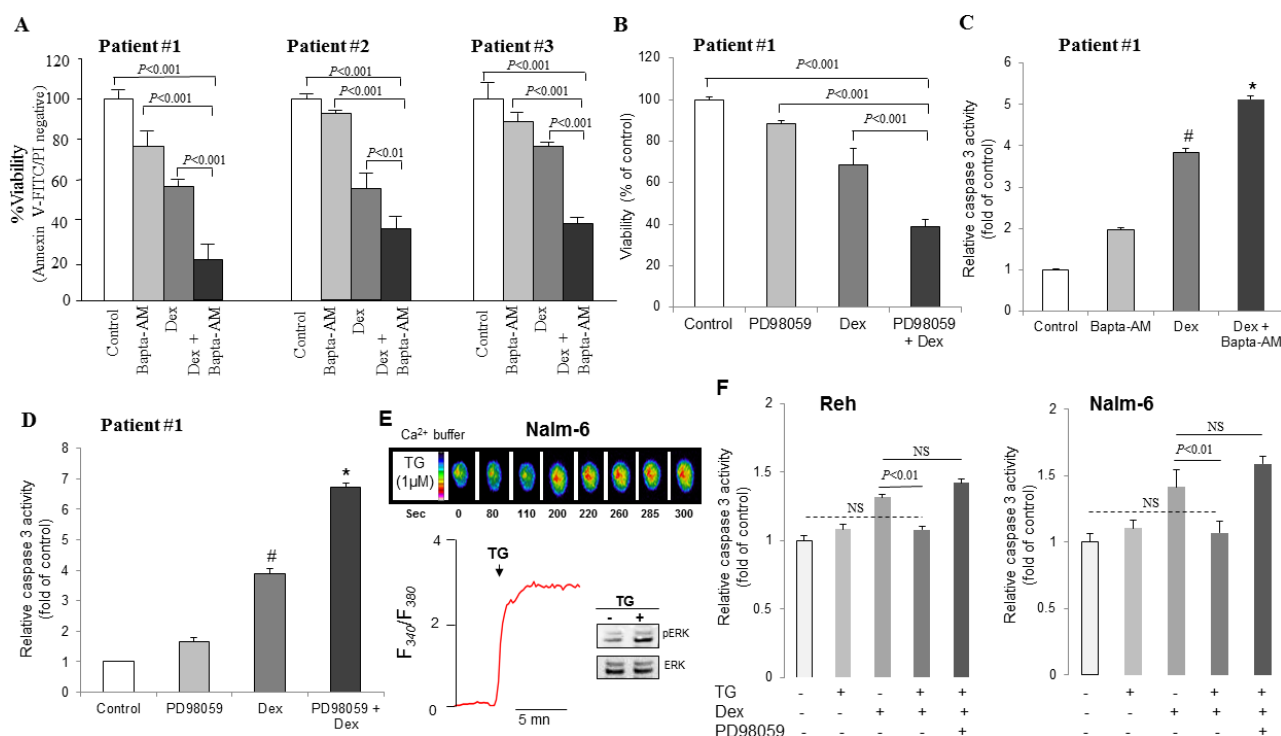 A
Patient #1
Patient #2
Patient #3
%Viability
(Annexin V-FITC/PI negative)
120
100
80
60
40
20
0
P<0.001
P<0.001
P<0.001
P<0.001
P<0.001
P<0.01
P<0.001
P<0.001
P<0.001
Control
Bapta-AM
Dex
Dex +
Bapta-AM
Control
Bapta-AM
Dex
Dex +
Bapta-AM
Control
Bapta-AM
Dex
Dex +
Bapta-AM
B
Patient #1
Viability (% of control)
120
100
80
60
40
20
0
P<0.001
P<0.001
P<0.001
Control
PD98059
Dex
PD98059
+ Dex
C
Patient #1
Relative caspase 3 activity
(fold of control)
6
5
4
3
2
1
0
#
*
Control
Bapta-AM
Dex
Dex +
Bapta-AM
D
Patient #1
Relative caspase 3 activity
(fold of control)
8
7
6
5
4
3
2
1
0
#
*
Control
PD98059
Dex
PD98059 +
Dex
E
Ca²⁺ buffer
Nalm-6
TG
(1µM)
Sec
0 80 110 200 220 260 285 300
TG
F340/F380
4
2
0
5 mn
TG
- +
pERK
ERK
F
Reh
Relative caspase 3 activity
(fold of control)
2
1.5
1
0.5
0
NS
P<0.01
NS
TG - + - + +
Dex - - + + +
PD98059 - - - - +
Nalm-6
Relative caspase 3 activity
(fold of control)
2
1.5
1
0.5
0
NS
P<0.01
NS
- + - + +
- - + + +
- - - - +